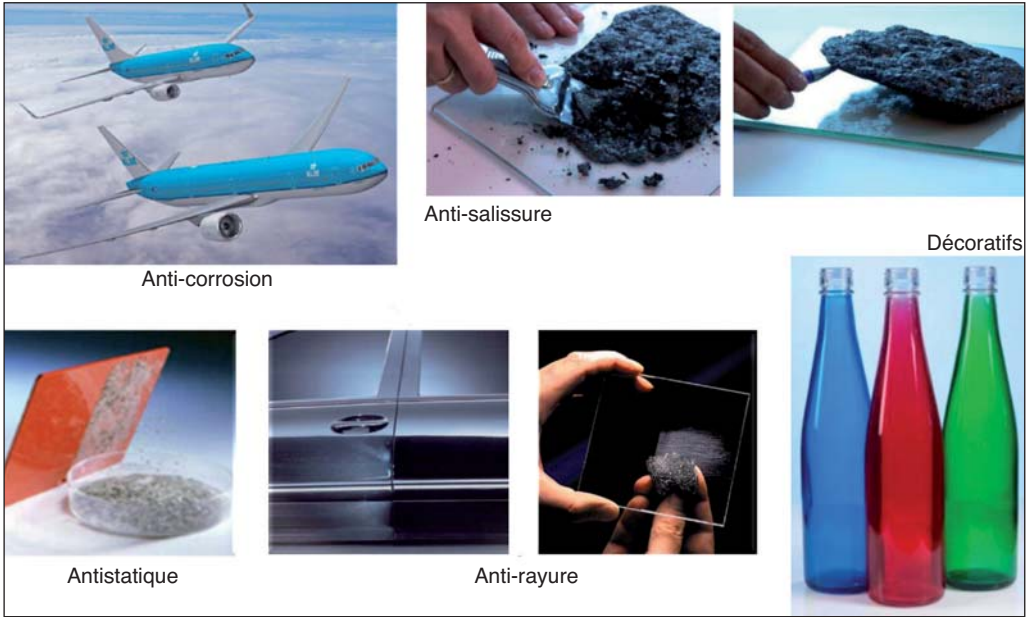 Anti-salissure
Décoratifs
Anti-corrosion
Antistatique
Anti-rayure